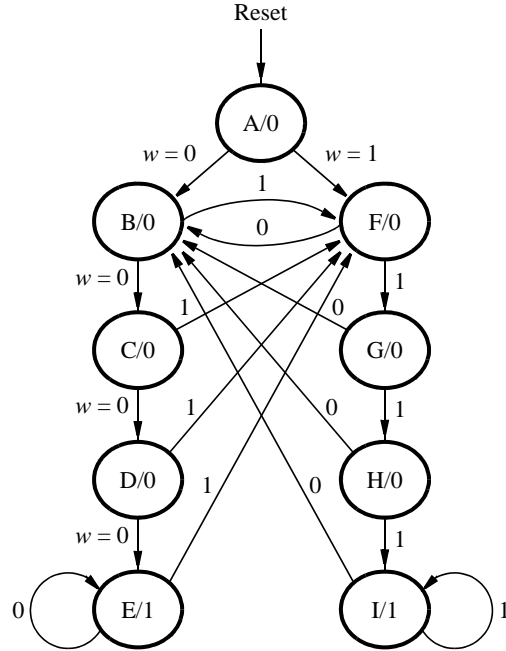 Reset
A/0
w = 0
w = 1
1
B/0
0
F/0
w = 0
1
1
0
C/0
G/0
w = 0
1
0
1
D/0
H/0
w = 0
1
0
1
0
E/1
I/1
1